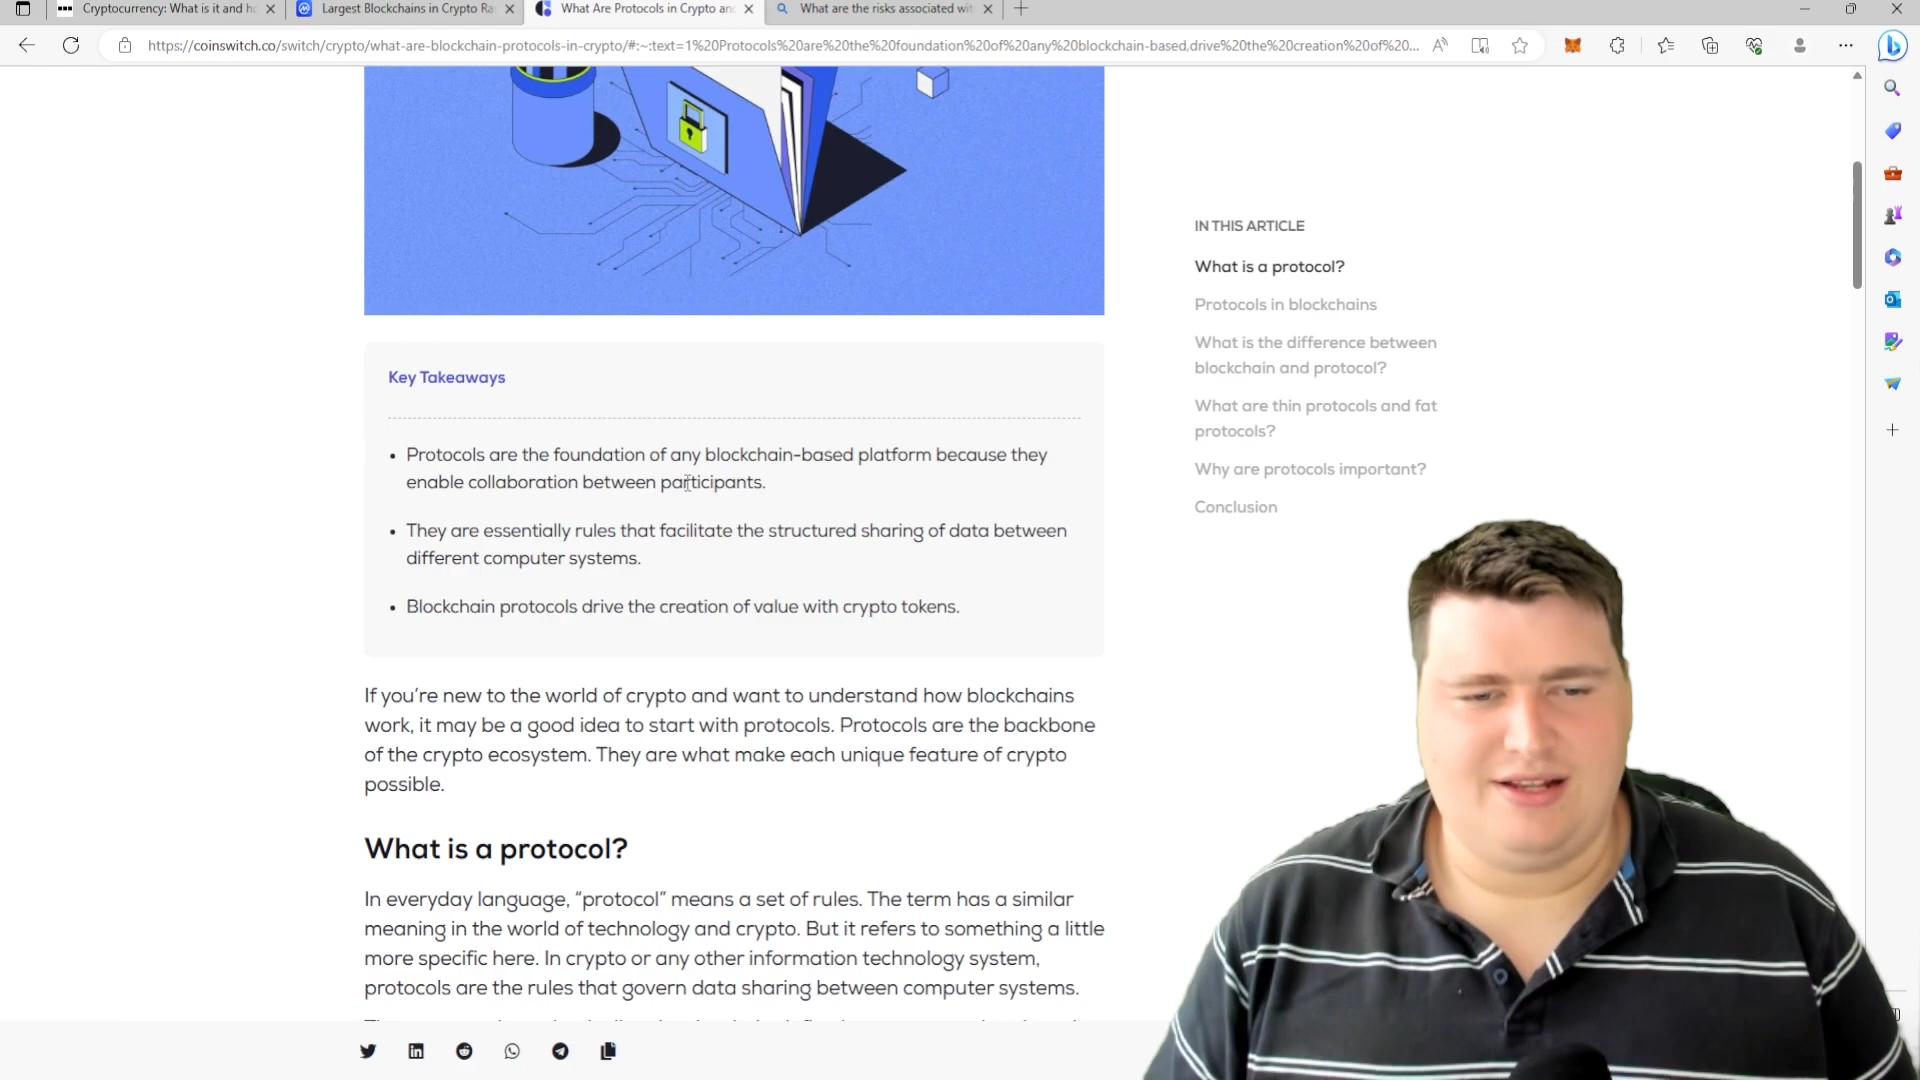 Cryptocurrency: What is it and ho
Largest Blockchains in Crypto Ra
What Are Protocols in Crypto and
What are the risks associated wit
https://coinswitch.co/switch/crypto/what-are-blockchain-protocols-in-crypto/#:~:text=1%20Protocols%20are%20the%20foundation%20of%20any%20blockchain-based,drive%20the%20creation%20of%20...
Key Takeaways
• Protocols are the foundation of any blockchain-based platform because they
enable collaboration between participants.
• They are essentially rules that facilitate the structured sharing of data between
different computer systems.
• Blockchain protocols drive the creation of value with crypto tokens.
If you’re new to the world of crypto and want to understand how blockchains
work, it may be a good idea to start with protocols. Protocols are the backbone
of the crypto ecosystem. They are what make each unique feature of crypto
possible.
What is a protocol?
In everyday language, “protocol” means a set of rules. The term has a similar
meaning in the world of technology and crypto. But it refers to something a little
more specific here. In crypto or any other information technology system,
protocols are the rules that govern data sharing between computer systems.
IN THIS ARTICLE
What is a protocol?
Protocols in blockchains
What is the difference between
blockchain and protocol?
What are thin protocols and fat
protocols?
Why are protocols important?
Conclusion